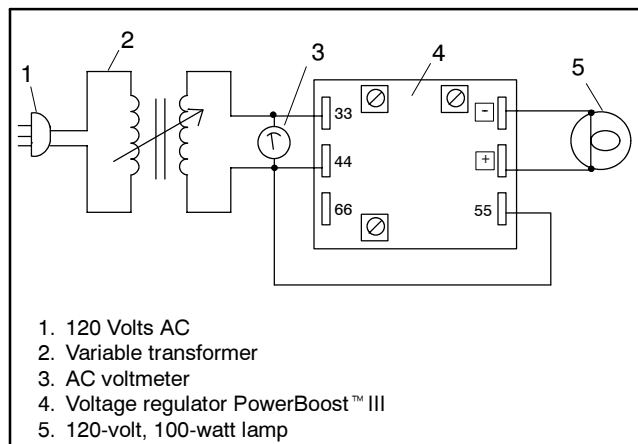 1
2
3
4
5
33
44
66
-
+
55
1. 120 Volts AC
2. Variable transformer
3. AC voltmeter
4. Voltage regulator PowerBoost™ III
5. 120-volt, 100-watt lamp